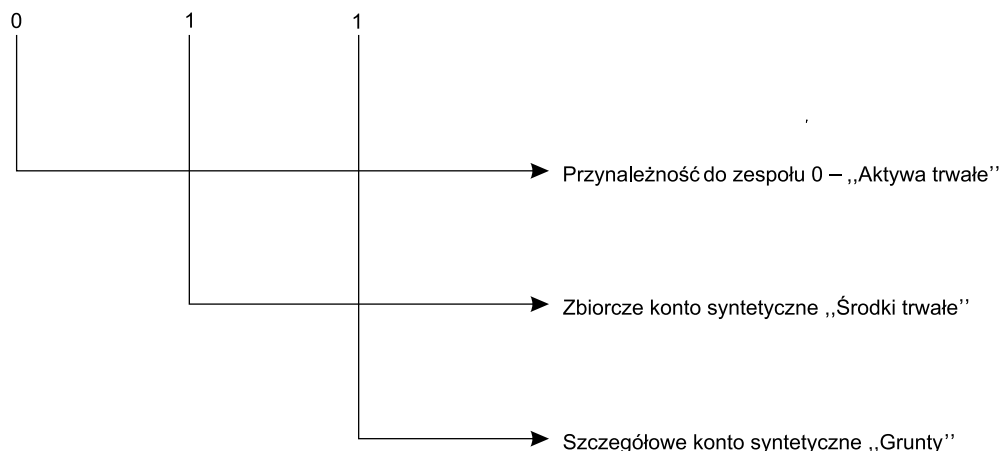 0 1 1
Przynależność do zespołu 0 – ,,Aktywa trwałe’’
Zbiorcze konto syntetyczne ,,Środki trwałe’’
Szczegółowe konto syntetyczne ,,Grunty’’